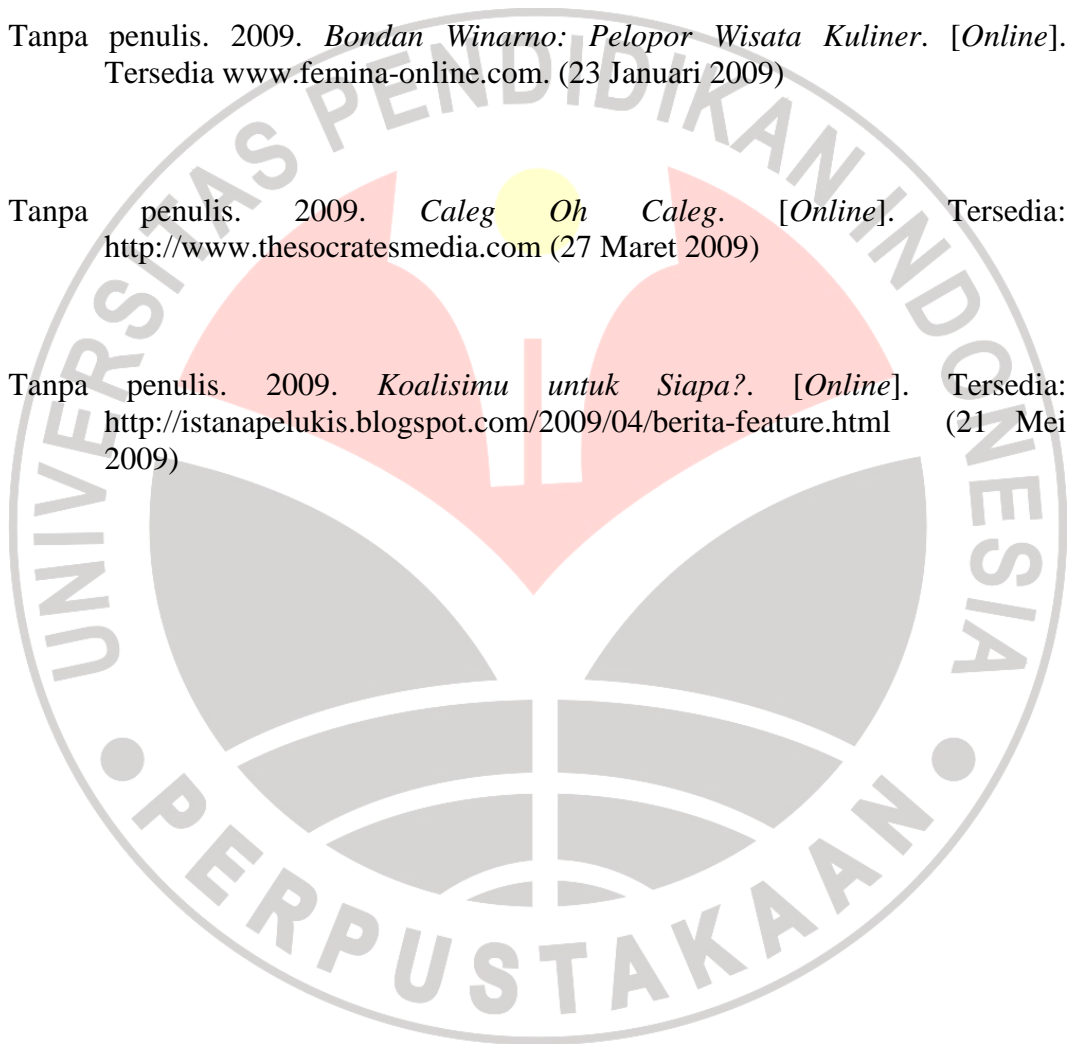 Tanpa penulis. 2009. Bondan Winarno: Pelopor Wisata Kuliner. [Online].
Tersedia www.femina-online.com. (23 Januari 2009)
Tanpa penulis. 2009. Caleg Oh Caleg. [Online]. Tersedia:
http://www.thesocratesmedia.com (27 Maret 2009)
Tanpa penulis. 2009. Koalisimu untuk Siapa?. [Online]. Tersedia:
http://istanapelukis.blogspot.com/2009/04/berita-feature.html (21 Mei
2009)
UNIVERSITAS PENDIDIKAN INDONESIA
PERPUSTAKAAN